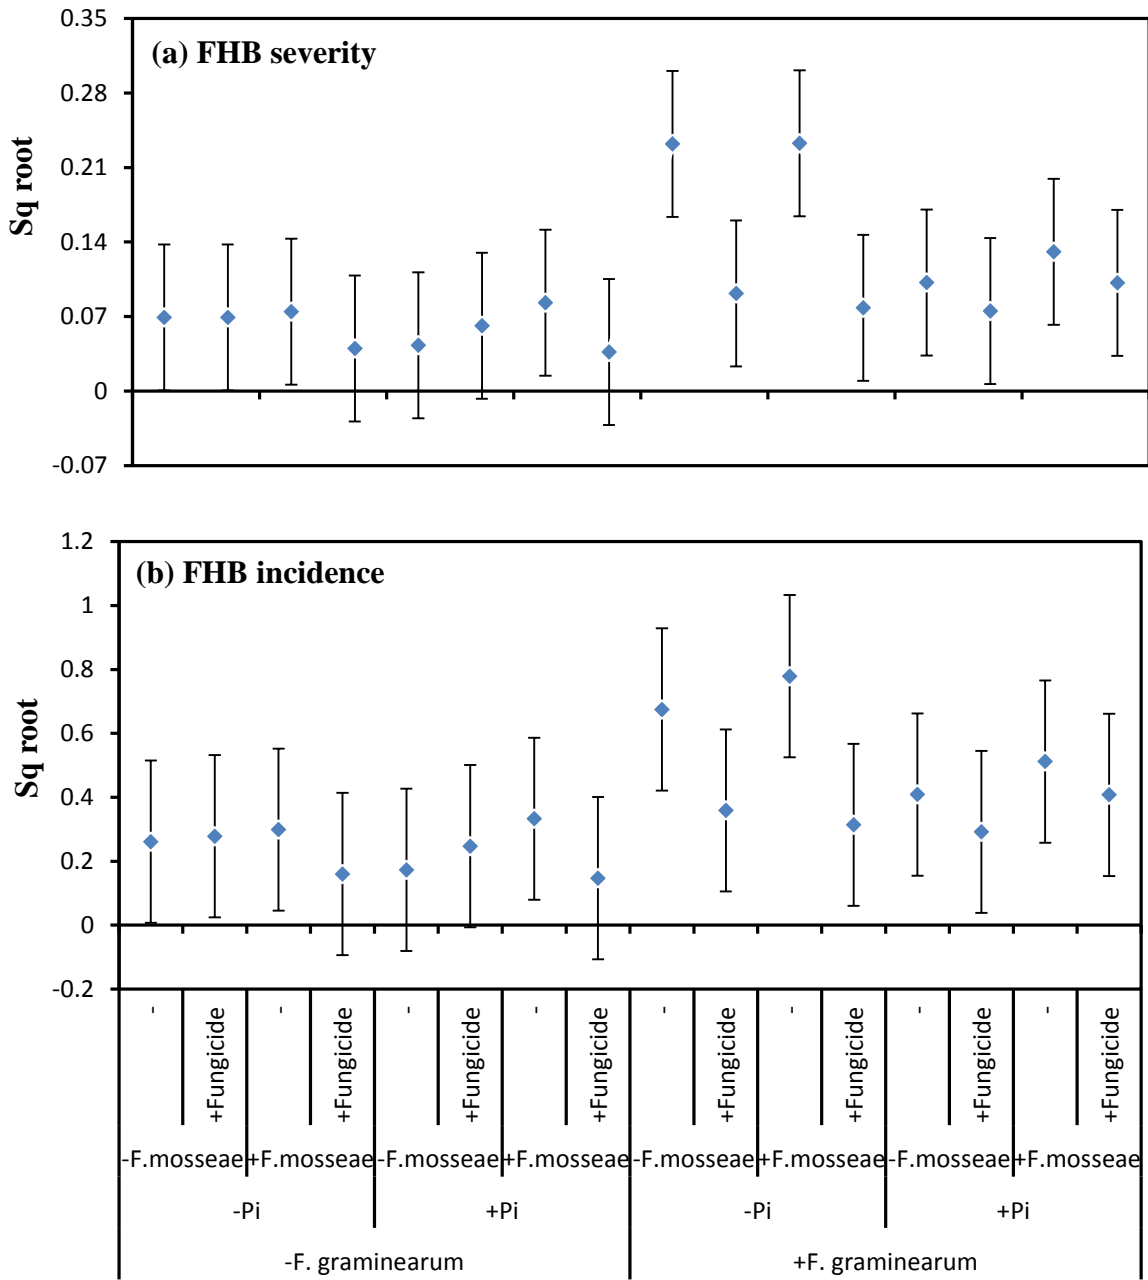 (a) FHB severity
Sq root
0.35
0.28
0.21
0.14
0.07
0
-0.07
(b) FHB incidence
Sq root
1.2
1
0.8
0.6
0.4
0.2
0
-0.2
- +Fungicide - +Fungicide - +Fungicide - +Fungicide - +Fungicide - +Fungicide - +Fungicide - +Fungicide
-F.mosseae +F.mosseae -F.mosseae +F.mosseae -F.mosseae +F.mosseae -F.mosseae +F.mosseae
-Pi +Pi -Pi +Pi
-F. graminearum +F. graminearum